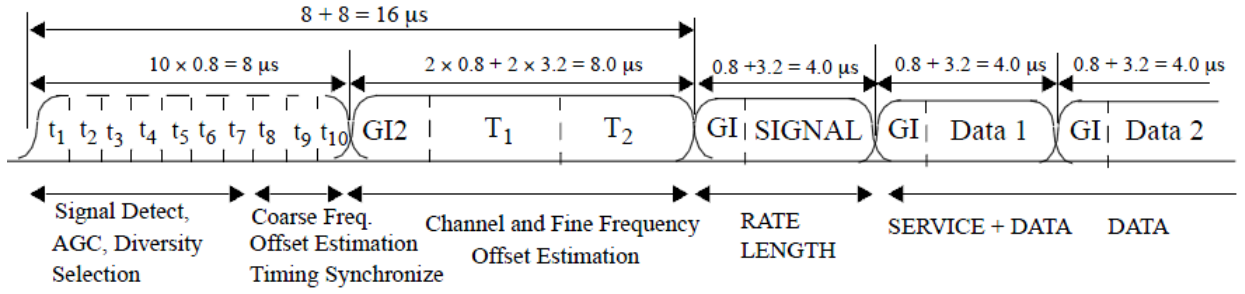 8 + 8 = 16 μs
10 × 0.8 = 8 μs
2 × 0.8 + 2 × 3.2 = 8.0 μs
0.8 +3.2 = 4.0 μs
0.8 + 3.2 = 4.0 μs
0.8 + 3.2 = 4.0 μs
t1 t2 t3 t4 t5 t6 t7 t8 t9 t10 GI2 T1 T2 GI SIGNAL GI Data 1 GI Data 2
Signal Detect,
AGC, Diversity
Selection
Coarse Freq.
Offset Estimation
Timing Synchronize
Channel and Fine Frequency
Offset Estimation
RATE
LENGTH
SERVICE + DATA
DATA